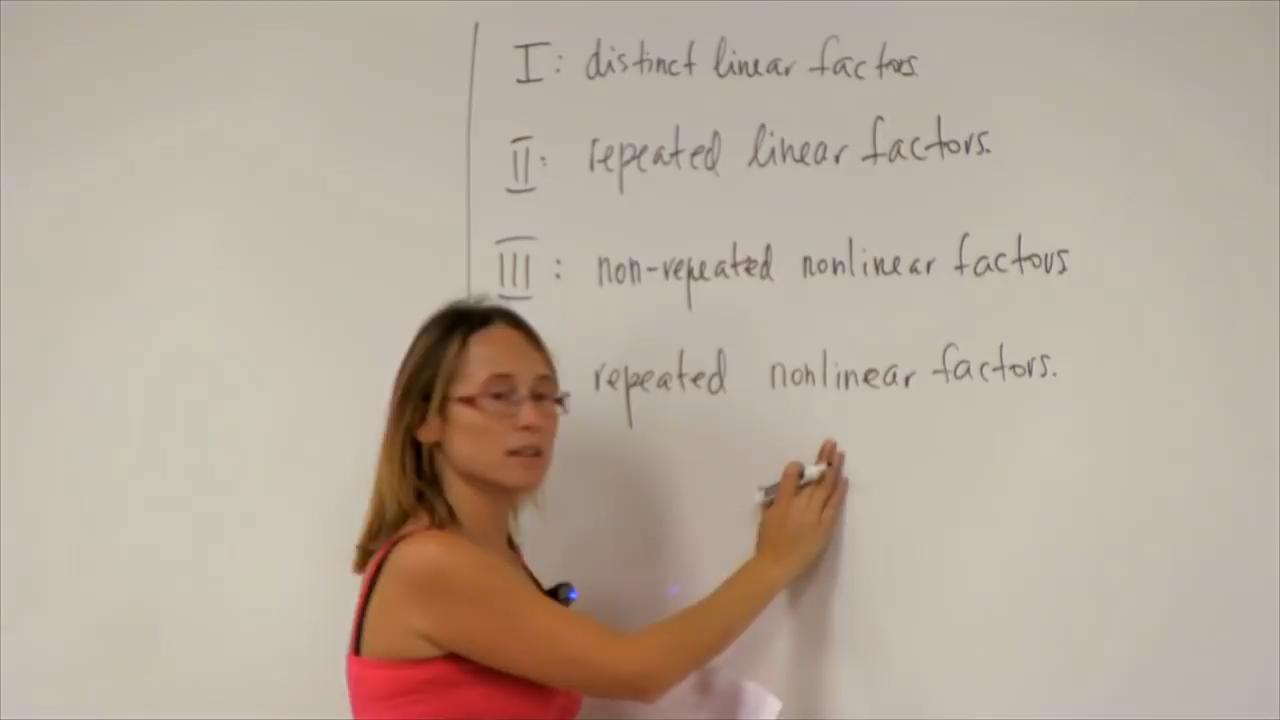 I: distinct linear factors
II: repeated linear factors.
III: non-repeated nonlinear factors
repeated nonlinear factors.